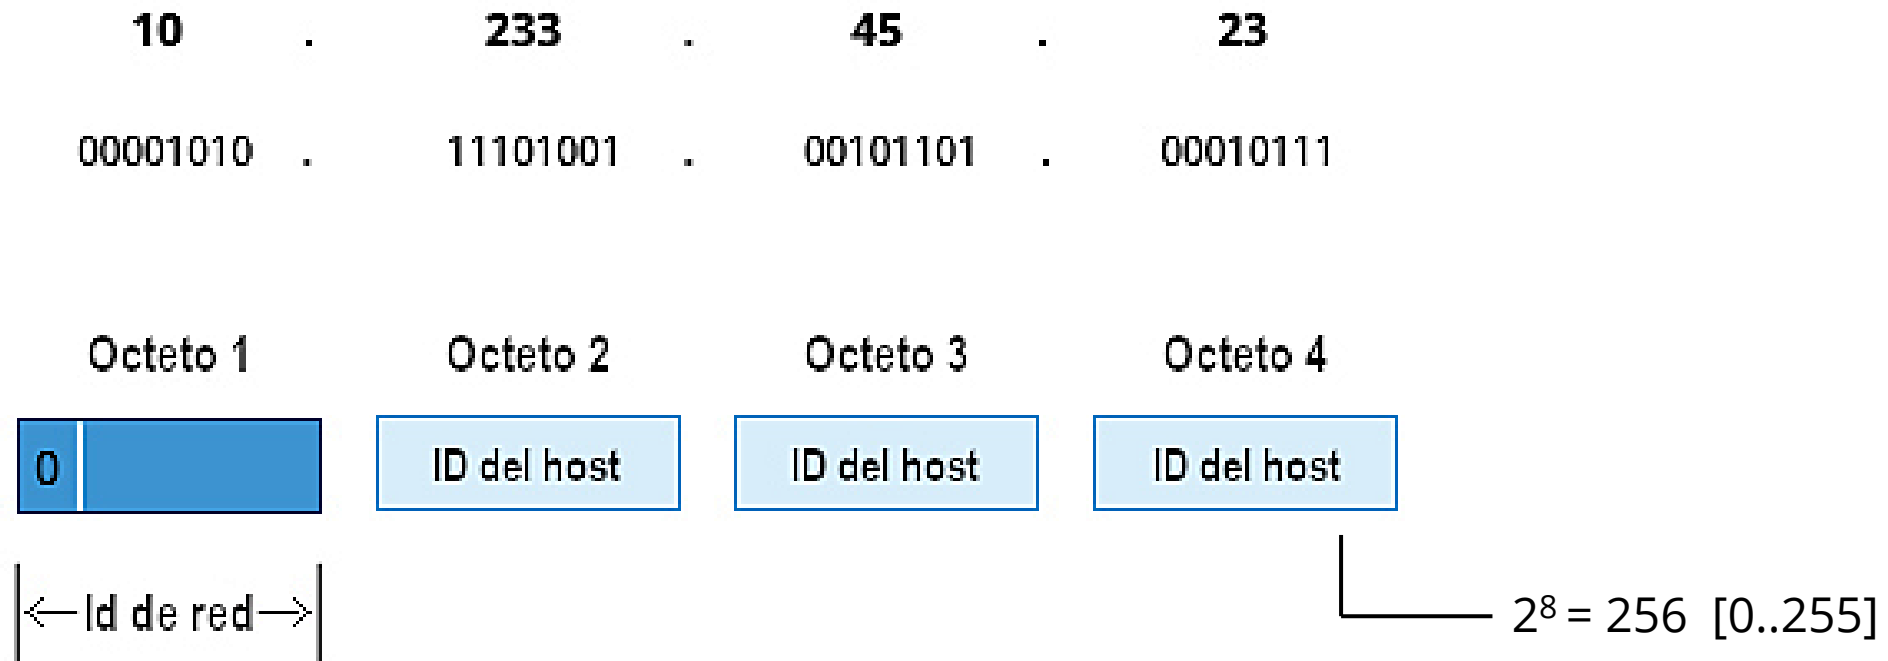 10 . 233 . 45 . 23
00001010 . 11101001 . 00101101 . 00010111
Octeto 1 Octeto 2 Octeto 3 Octeto 4
0 ID del host ID del host ID del host
Id de red
2⁸ = 256 [0..255]